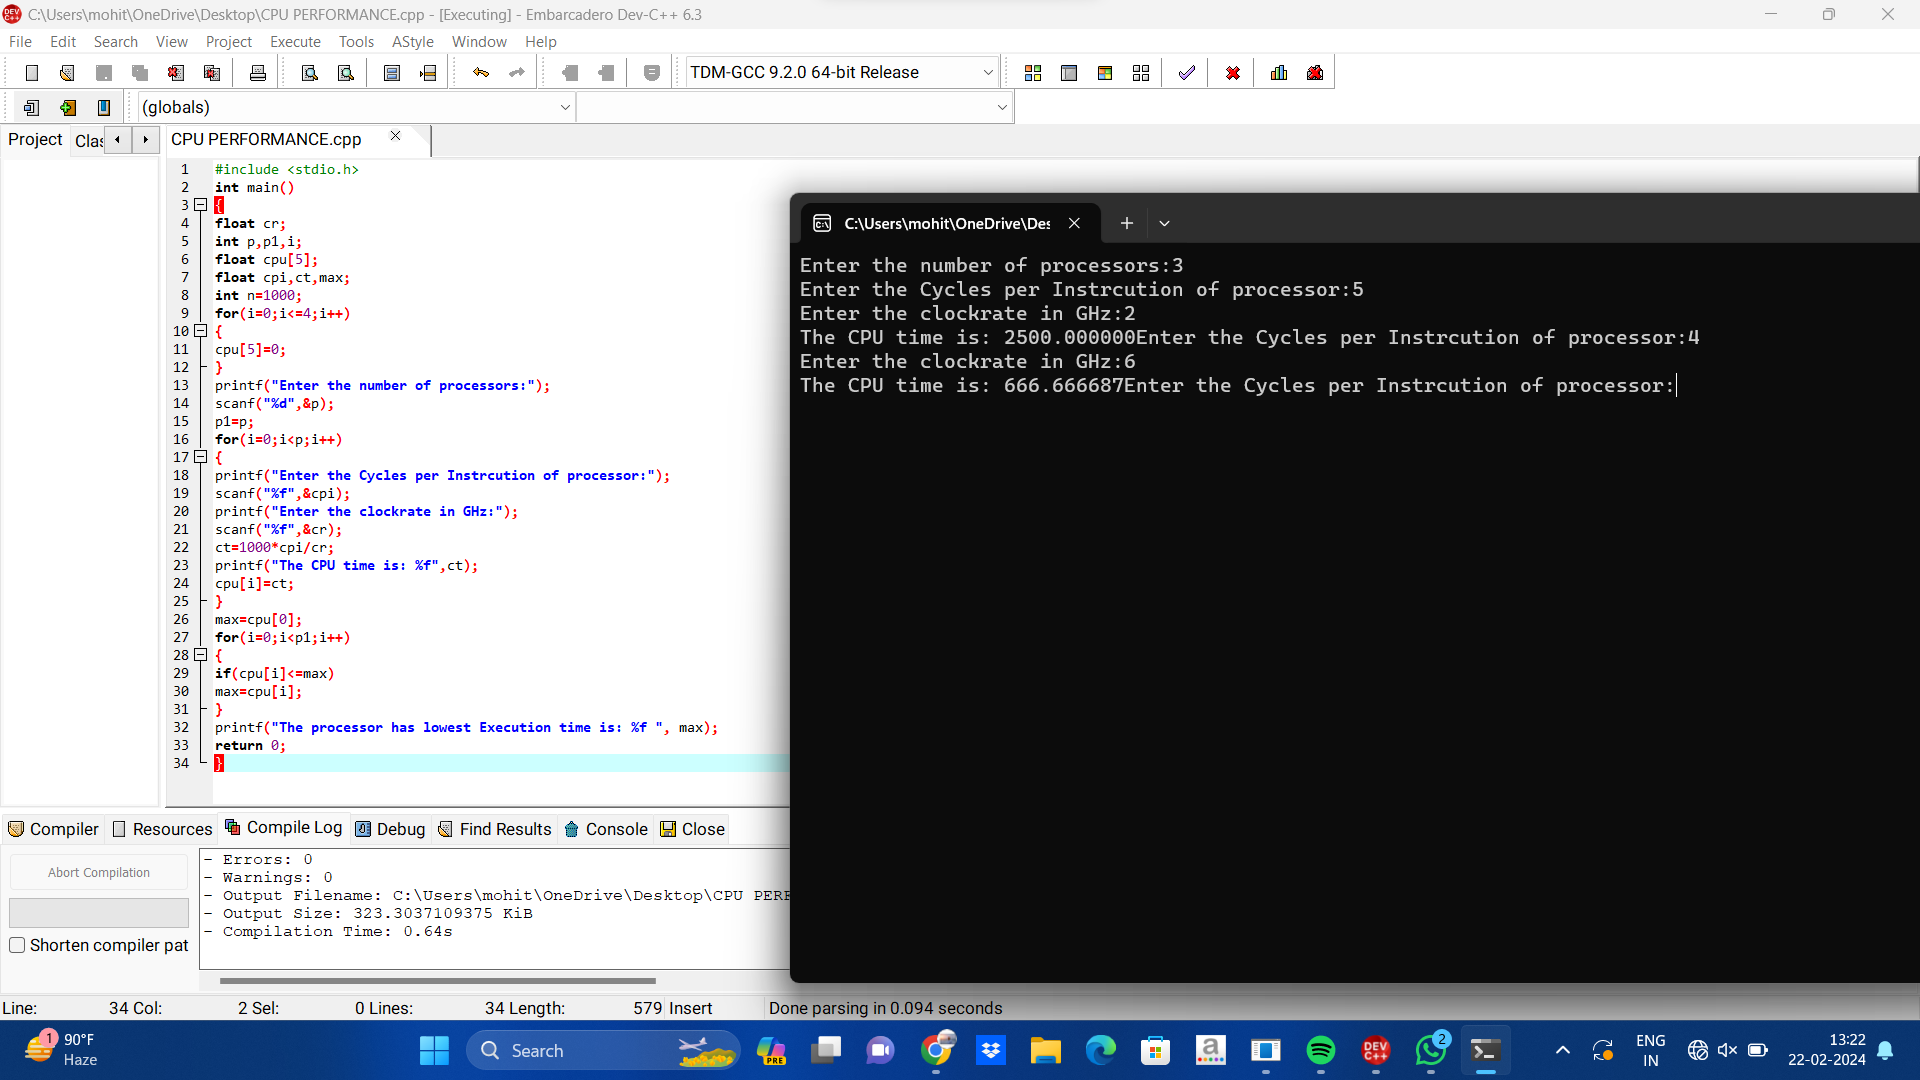 C:\Users\mohit\OneDrive\Desktop\CPU PERFORMANCE.cpp - [Executing] - Embarcadero Dev-C++ 6.3
File Edit Search View Project Execute Tools AStyle Window Help
TDM-GCC 9.2.0 64-bit Release
(globals)
Project Clas CPU PERFORMANCE.cpp
1 #include <stdio.h>
2 int main()
3 {
4 float cr;
5 int p,p1,i;
6 float cpu[5];
7 float cpi,ct,max;
8 int n=1000;
9 for(i=0;i<=4;i++)
10 {
11 cpu[5]=0;
12 }
13 printf("Enter the number of processors:");
14 scanf("%d",&p);
15 p1=p;
16 for(i=0;i<p;i++)
17 {
18 printf("Enter the Cycles per Instrcution of processor:");
19 scanf("%f",&cpi);
20 printf("Enter the clockrate in GHz:");
21 scanf("%f",&cr);
22 ct=1000*cpi/cr;
23 printf("The CPU time is: %f",ct);
24 cpu[i]=ct;
25 }
26 max=cpu[0];
27 for(i=0;i<p1;i++)
28 {
29 if(cpu[i]<=max)
30 max=cpu[i];
31 }
32 printf("The processor has lowest Execution time is: %f ", max);
33 return 0;
34 }
C:\Users\mohit\OneDrive\Des
Enter the number of processors:3
Enter the Cycles per Instrcution of processor:5
Enter the clockrate in GHz:2
The CPU time is: 2500.000000Enter the Cycles per Instrcution of processor:4
Enter the clockrate in GHz:6
The CPU time is: 666.666687Enter the Cycles per Instrcution of processor:
Compiler Resources Compile Log Debug Find Results Console Close
Abort Compilation
Shorten compiler pat
- Errors: 0
- Warnings: 0
- Output Filename: C:\Users\mohit\OneDrive\Desktop\CPU PERF
- Output Size: 323.3037109375 KiB
- Compilation Time: 0.64s
Line: 34 Col: 2 Sel: 0 Lines: 34 Length: 579 Insert Done parsing in 0.094 seconds
1
90°F
Haze
Search
PRE
DEV C++
2
ENG
IN
13:22
22-02-2024